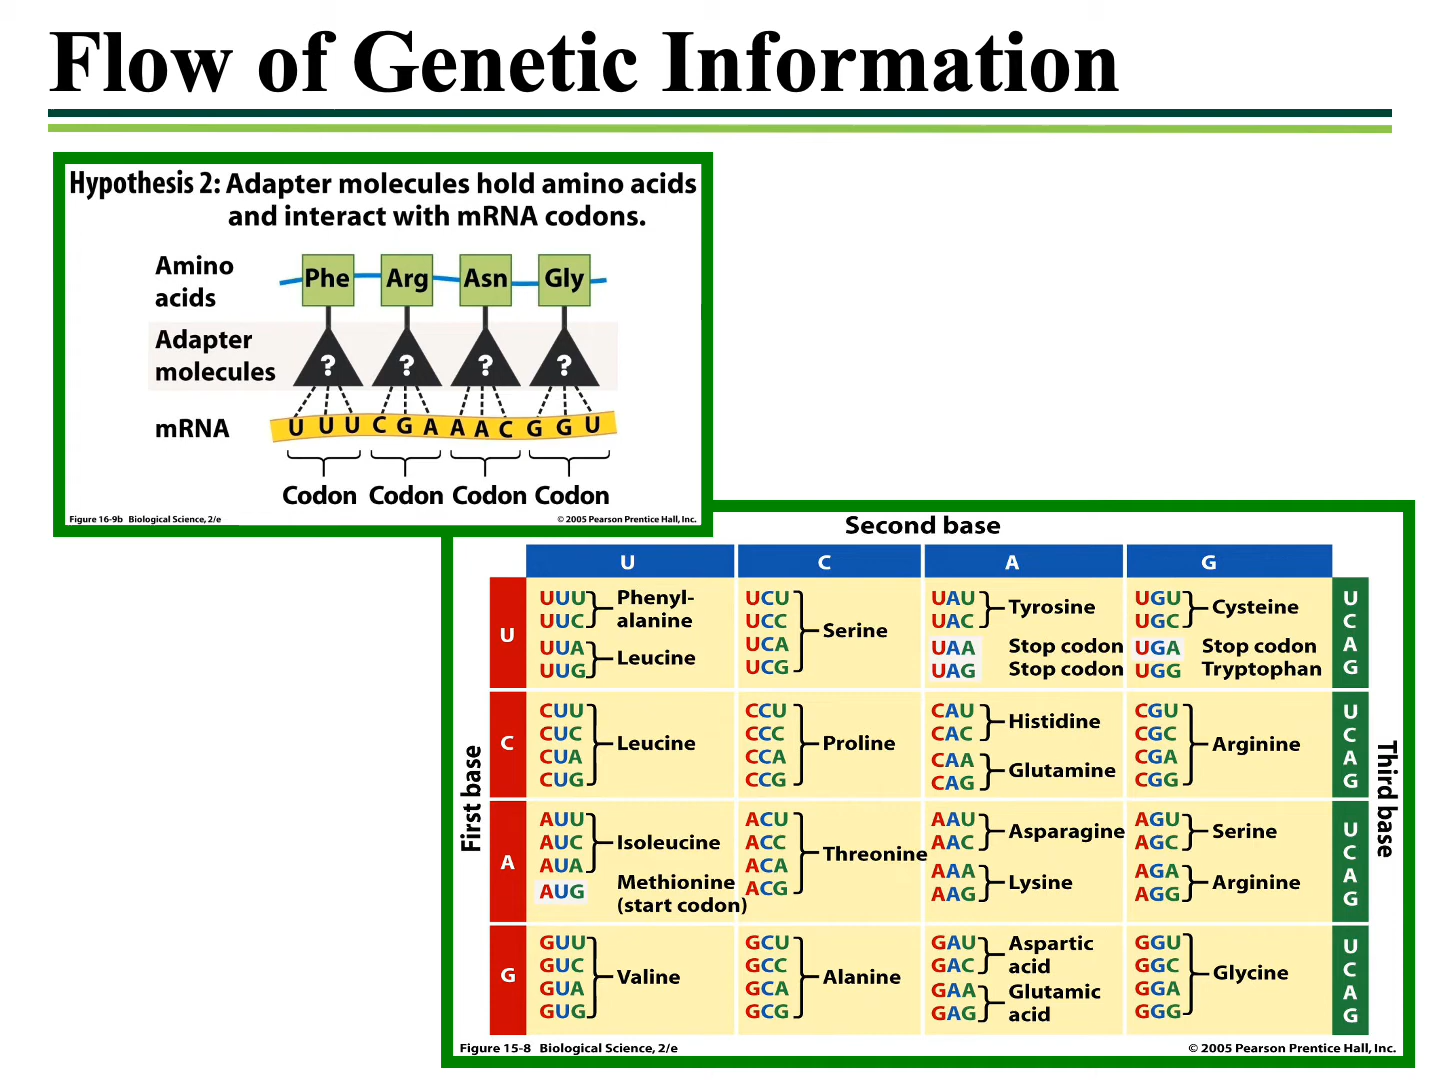 Flow of Genetic Information
Hypothesis 2: Adapter molecules hold amino acids
and interact with mRNA codons.
Amino
acids
Phe Arg Asn Gly
Adapter
molecules
? ? ? ?
mRNA
U U U C G A A A C G G U
Codon Codon Codon Codon
Figure 16-9b Biological Science, 2/e
© 2005 Pearson Prentice Hall, Inc.
Second base
U C A G
First base
Third base
U
UUU
UUC
Phenyl-
alanine
UUA
UUG
Leucine
UCU
UCC
UCA
UCG
Serine
UAU
UAC
Tyrosine
UAA Stop codon
UAG Stop codon
UGU
UGC
Cysteine
UGA Stop codon
UGG Tryptophan
U
C
A
G
C
CUU
CUC
CUA
CUG
Leucine
CCU
CCC
CCA
CCG
Proline
CAU
CAC
Histidine
CAA
CAG
Glutamine
CGU
CGC
CGA
CGG
Arginine
U
C
A
G
A
AUU
AUC
AUA
Isoleucine
AUG
Methionine
(start codon)
ACU
ACC
ACA
ACG
Threonine
AAU
AAC
Asparagine
AAA
AAG
Lysine
AGU
AGC
Serine
AGA
AGG
Arginine
U
C
A
G
G
GUU
GUC
GUA
GUG
Valine
GCU
GCC
GCA
GCG
Alanine
GAU
GAC
Aspartic
acid
GAA
GAG
Glutamic
acid
GGU
GGC
GGA
GGG
Glycine
U
C
A
G
Figure 15-8 Biological Science, 2/e
© 2005 Pearson Prentice Hall, Inc.